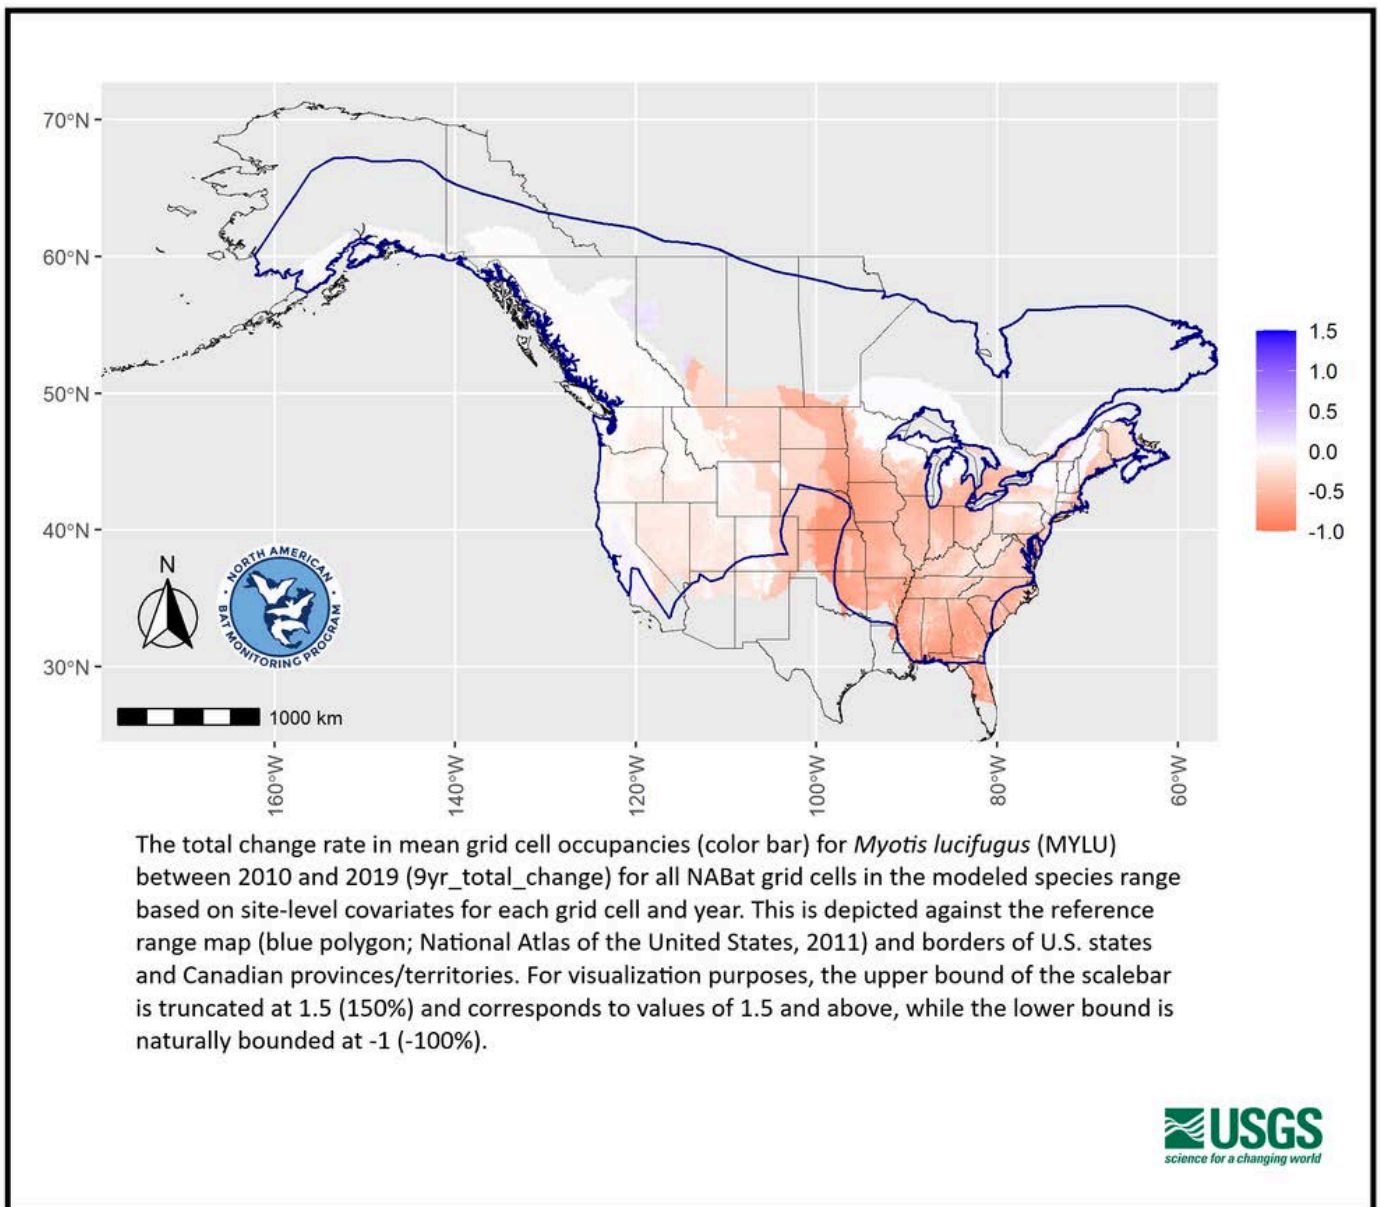 70°N
60°N
50°N
40°N
30°N
1.5
1.0
0.5
0.0
-0.5
-1.0
N
NORTH AMERICAN
BAT MONITORING PROGRAM
1000 km
160°W
140°W
120°W
100°W
80°W
60°W
The total change rate in mean grid cell occupancies (color bar) for Myotis lucifugus (MYLU)
between 2010 and 2019 (9yr_total_change) for all NABat grid cells in the modeled species range
based on site-level covariates for each grid cell and year. This is depicted against the reference
range map (blue polygon; National Atlas of the United States, 2011) and borders of U.S. states
and Canadian provinces/territories. For visualization purposes, the upper bound of the scalebar
is truncated at 1.5 (150%) and corresponds to values of 1.5 and above, while the lower bound is
naturally bounded at -1 (-100%).
USGS
science for a changing world